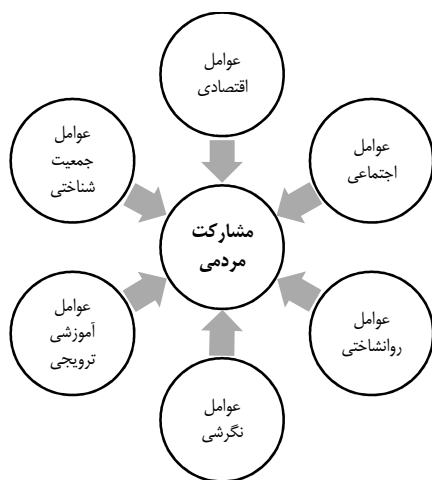 عوامل
اقتصادی
عوامل
اجتماعی
عوامل
روانشاختی
عوامل
نگرشی
عوامل
آموزشی
ترویجی
عوامل
جمعیت
شناختی
مشارکت
مردمی